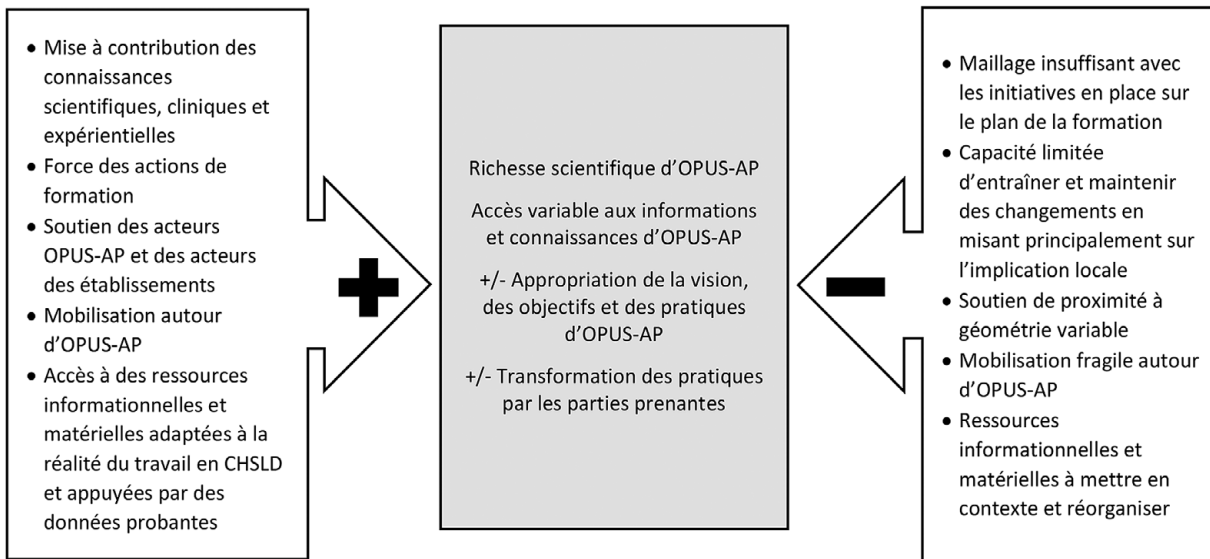 • Mise à contribution des
connaissances
scientifiques, cliniques et
expérientielles
• Force des actions de
formation
• Soutien des acteurs
OPUS-AP et des acteurs
des établissements
• Mobilisation autour
d’OPUS-AP
• Accès à des ressources
informationnelles et
matérielles adaptées à la
réalité du travail en CHSLD
et appuyées par des
données probantes
+
Richesse scientifique d’OPUS-AP
Accès variable aux informations
et connaissances d’OPUS-AP
+/- Appropriation de la vision,
des objectifs et des pratiques
d’OPUS-AP
+/- Transformation des pratiques
par les parties prenantes
−
• Maillage insuffisant avec
les initiatives en place sur
le plan de la formation
• Capacité limitée
d’entraîner et maintenir
des changements en
misant principalement sur
l’implication locale
• Soutien de proximité à
géométrie variable
• Mobilisation fragile autour
d’OPUS-AP
• Ressources
informationnelles et
matérielles à mettre en
contexte et réorganiser